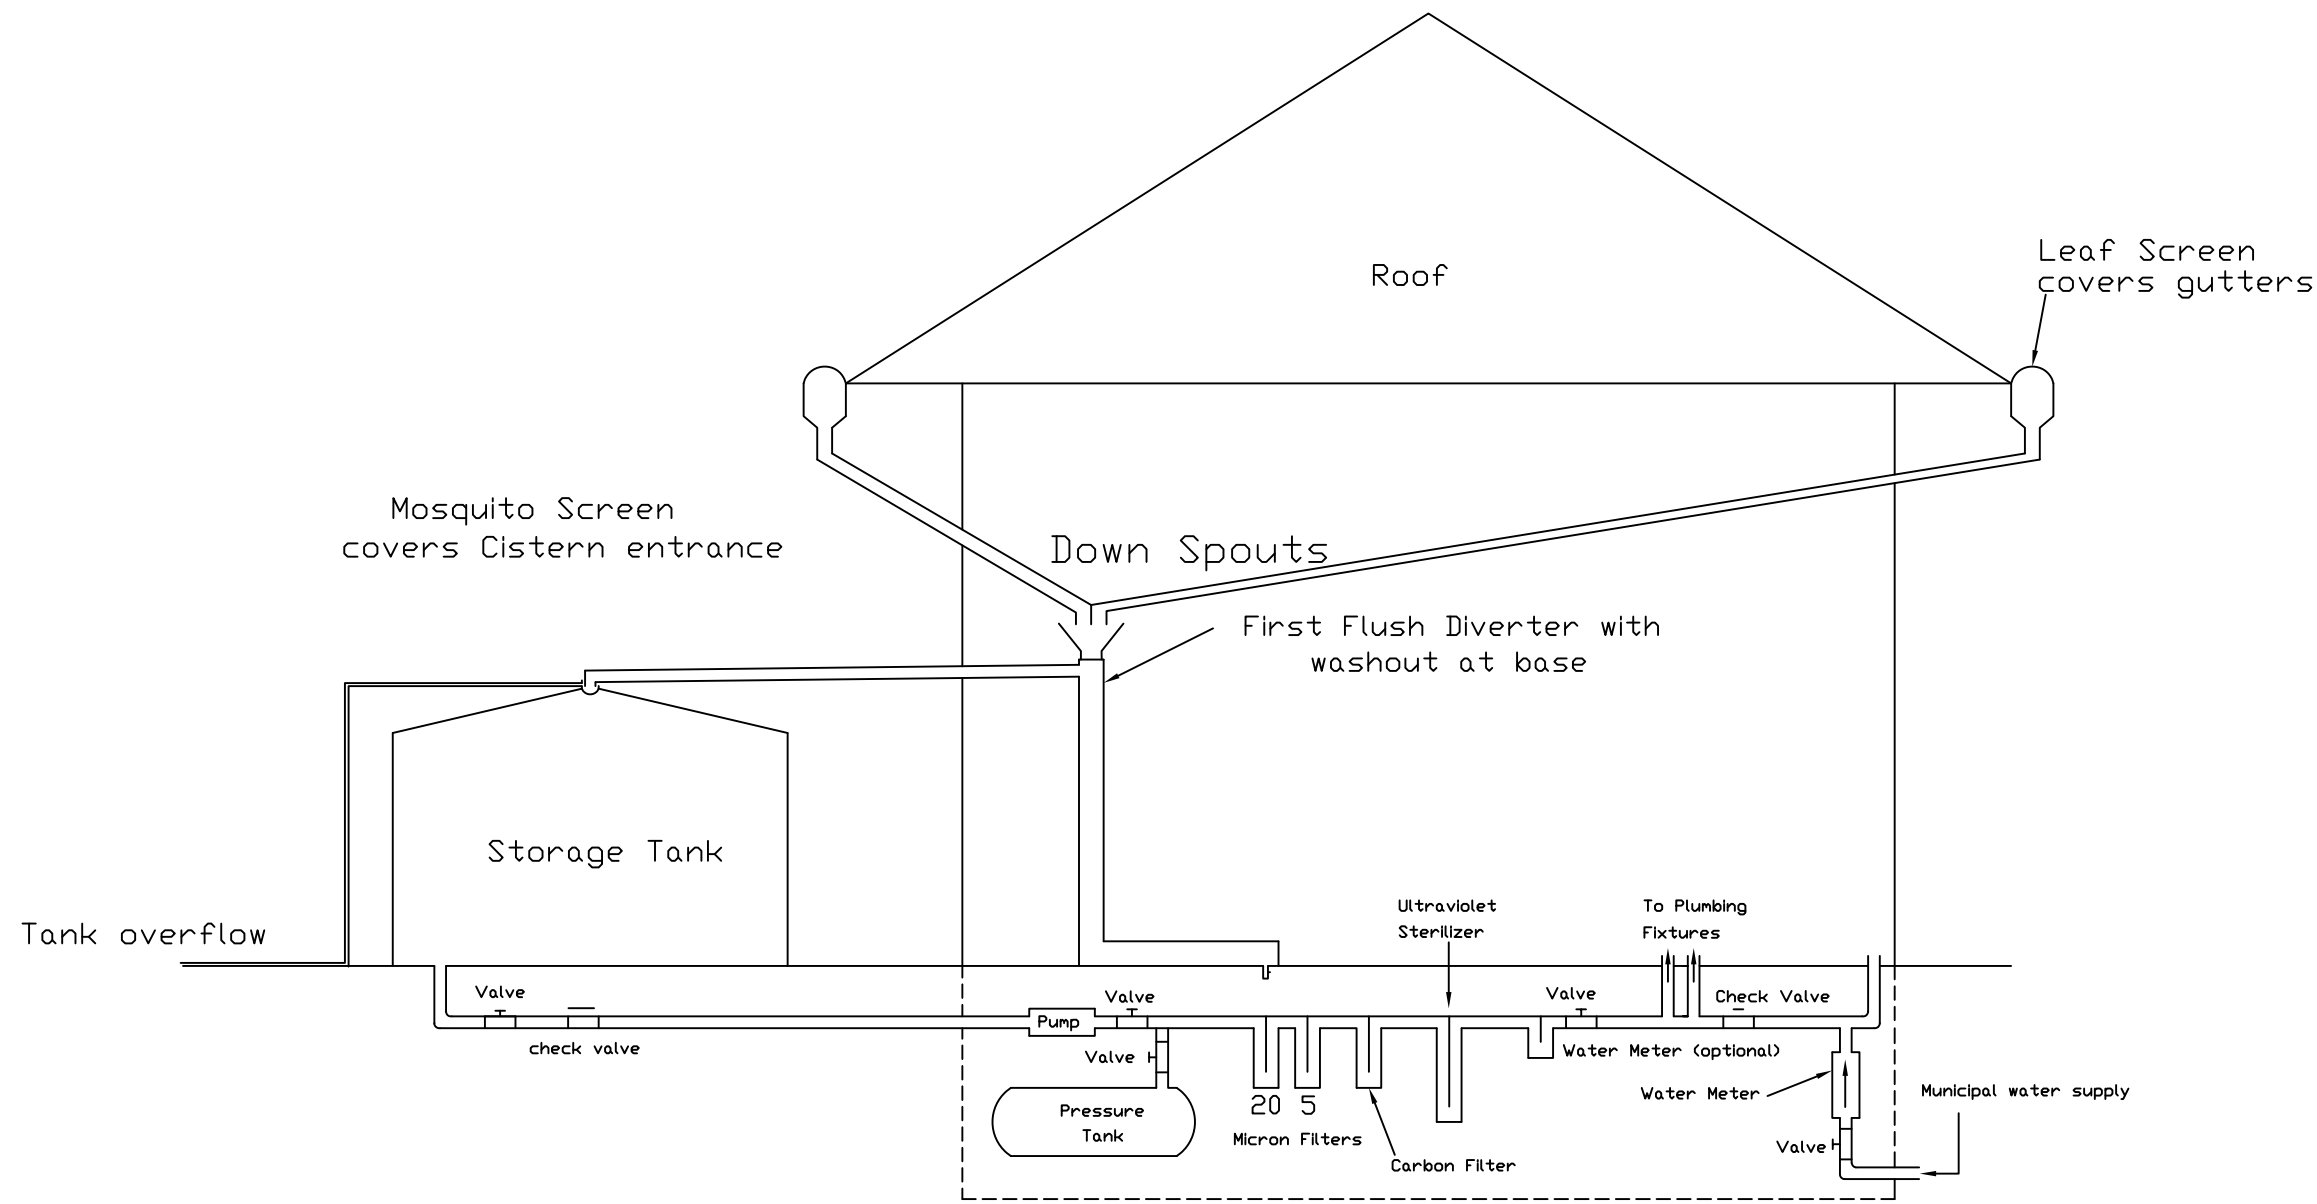 Roof
Leaf Screen
covers gutters
Mosquito Screen
covers Cistern entrance
Down Spouts
First Flush Diverter with
washout at base
Storage Tank
Tank overflow
Ultraviolet
Sterilizer
To Plumbing
Fixtures
Valve
Valve
Valve
Check Valve
Pump
check valve
Valve
Water Meter (optional)
Water Meter
Municipal water supply
Pressure
Tank
20 5
Micron Filters
Carbon Filter
Valve